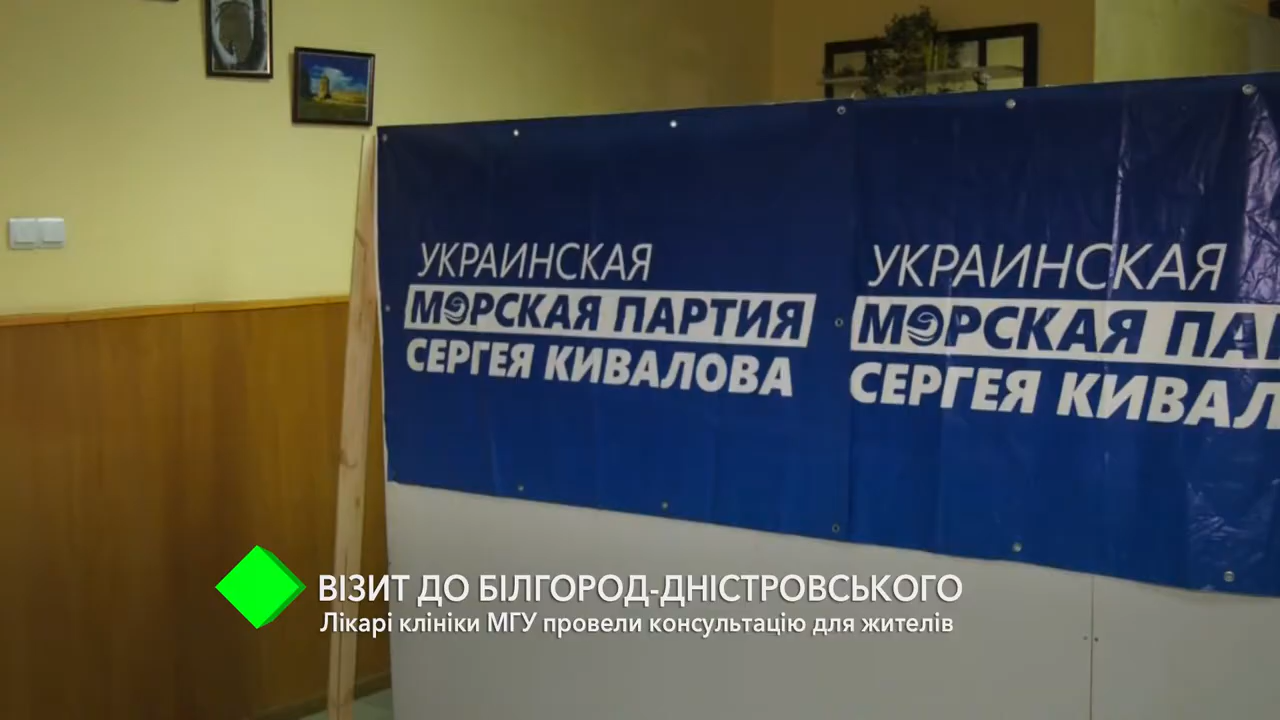 УКРАИНСКАЯ
МОРСКАЯ ПАРТИЯ
СЕРГЕЯ КИВАЛОВА
УКРАИНСКАЯ
МОРСКАЯ ПАР
СЕРГЕЯ КИВАЛ
ВІЗИТ ДО БІЛГОРОД-ДНІСТРОВСЬКОГО
Лікарі клініки МГУ провели консультацію для жителів